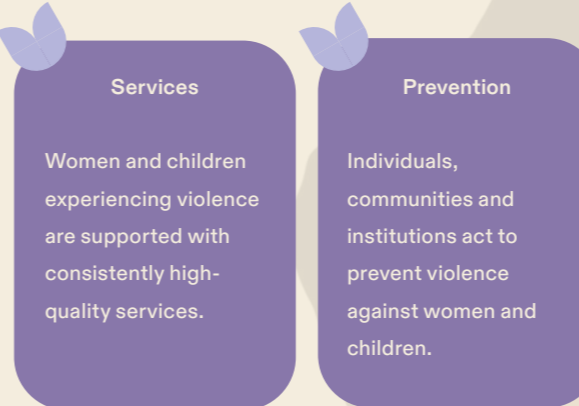 Services
Women and children
experiencing violence
are supported with
consistently high-
quality services.
Prevention
Individuals,
communities and
institutions act to
prevent violence
against women and
children.